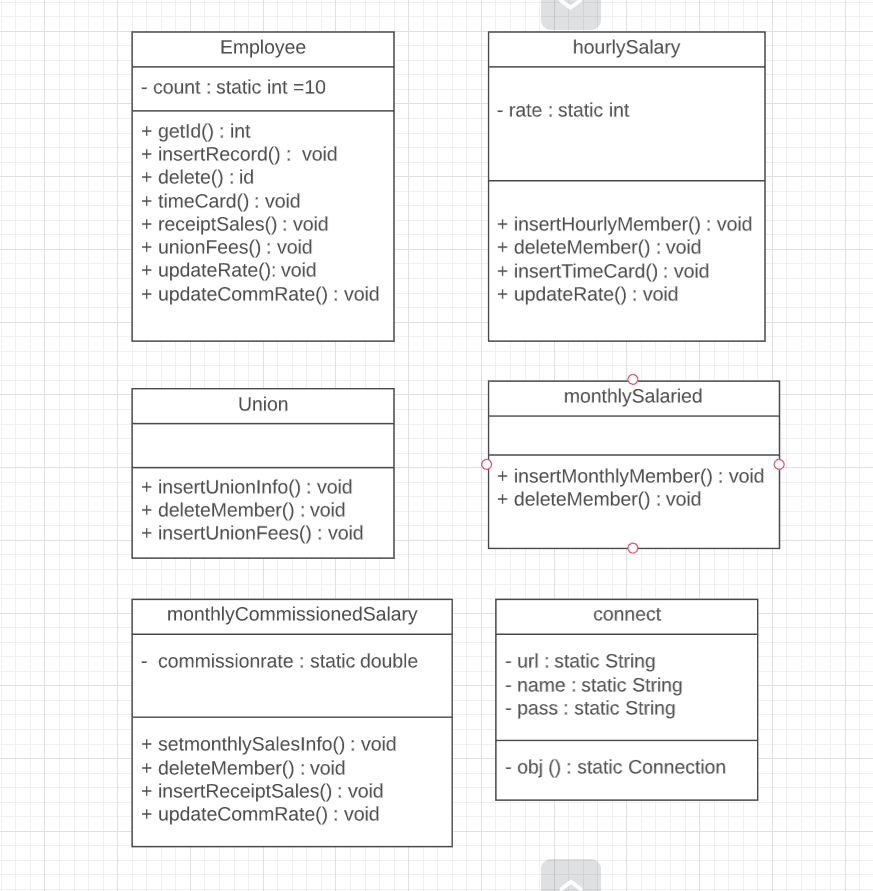 Employee
- count : static int =10
+ getId() : int
+ insertRecord() :  void
+ delete() : id
+ timeCard() : void
+ receiptSales() : void
+ unionFees() : void
+ updateRate(): void
+ updateCommRate() : void
hourlySalary
- rate : static int
+ insertHourlyMember() : void
+ deleteMember() : void
+ insertTimeCard() : void
+ updateRate() : void
Union
+ insertUnionInfo() : void
+ deleteMember() : void
+ insertUnionFees() : void
monthlySalaried
+ insertMonthlyMember() : void
+ deleteMember() : void
monthlyCommissionedSalary
-  commissionrate : static double
+ setmonthlySalesInfo() : void
+ deleteMember() : void
+ insertReceiptSales() : void
+ updateCommRate() : void
connect
- url : static String
- name : static String
- pass : static String
- obj () : static Connection